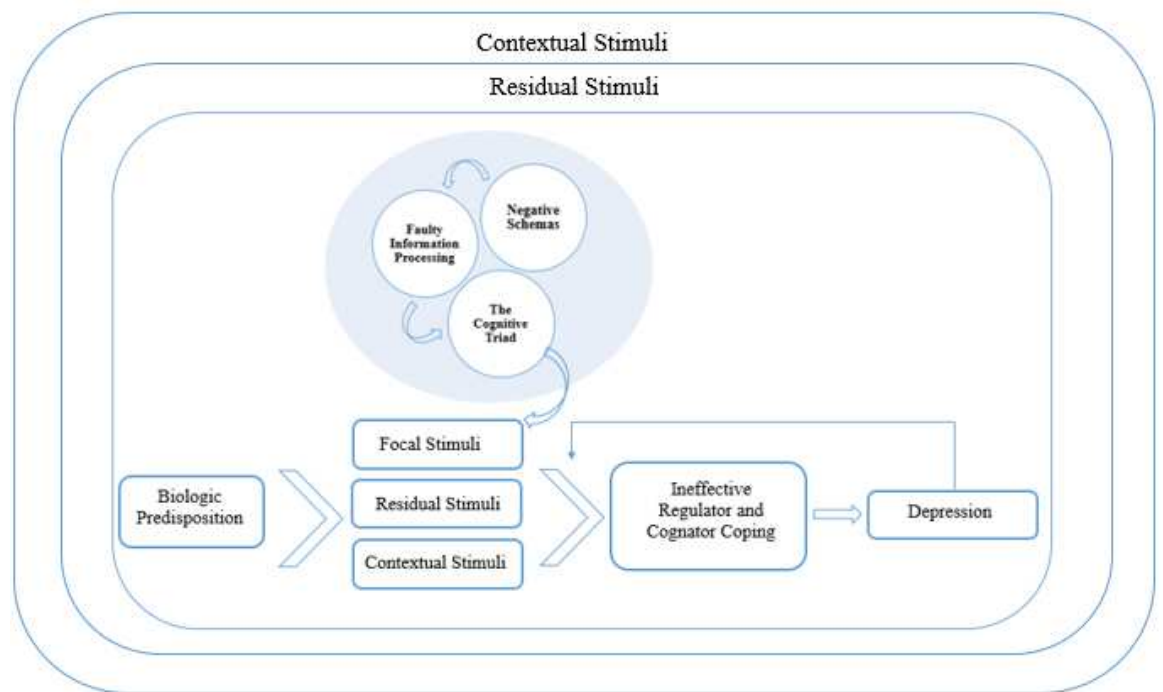 Contextual Stimuli
Residual Stimuli
Negative
Schemas
Faulty
Information
Processing
The
Cognitive
Triad
Focal Stimuli
Residual Stimuli
Contextual Stimuli
Biologic
Predisposition
Ineffective
Regulator and
Cognator Coping
Depression